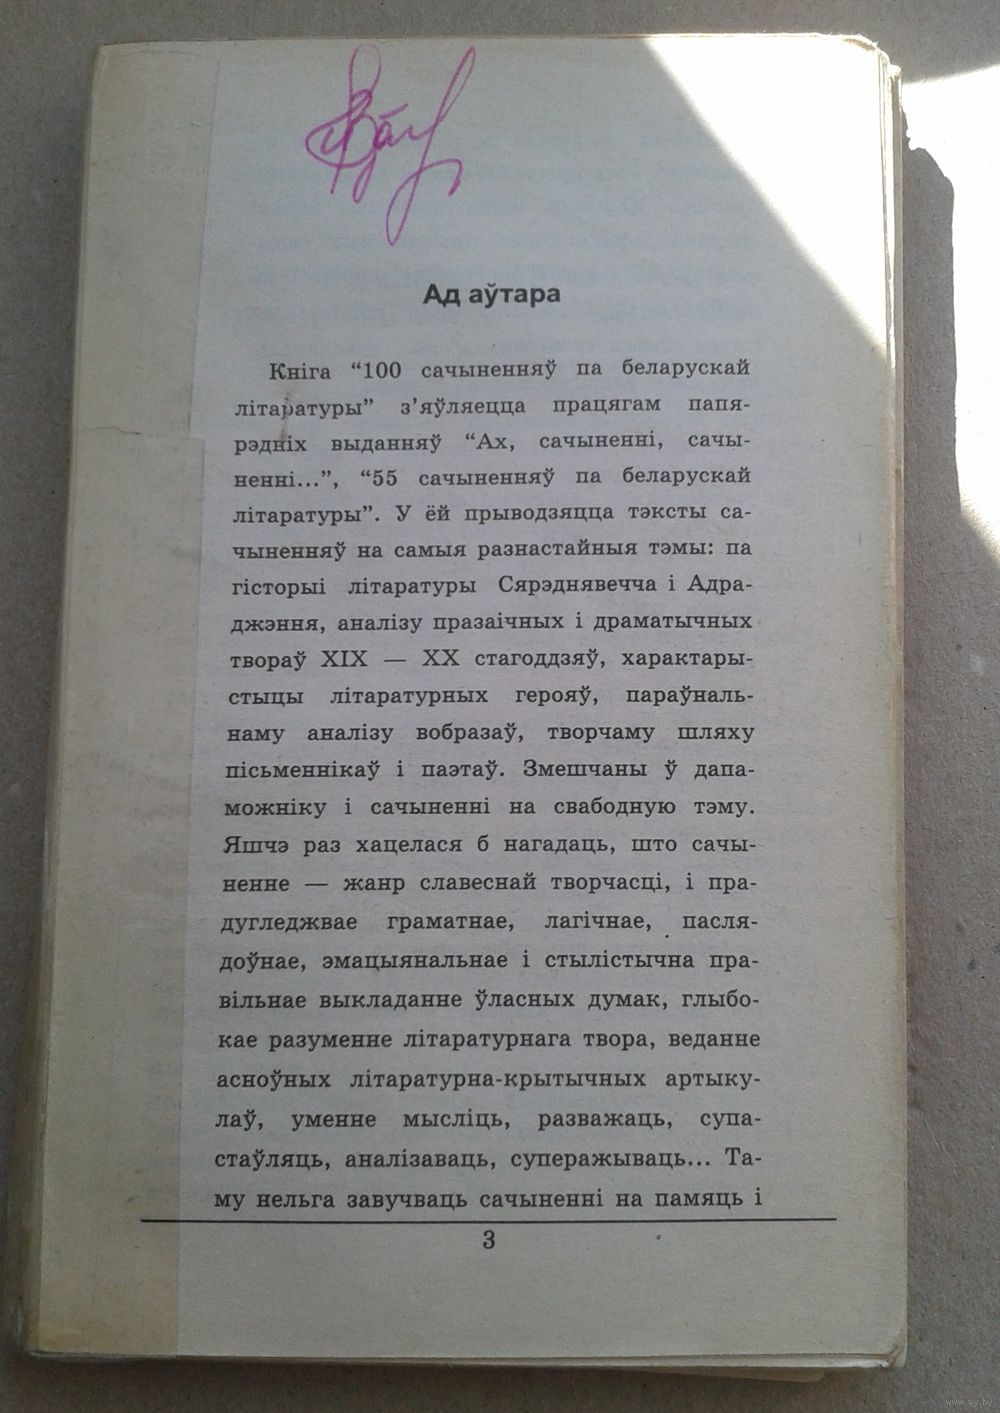 Ад аўтара
Кніга “100 сачыненняў па беларускай
літаратуры” з’яўляецца працягам папя-
рэдніх выданняў “Ах, сачыненні, сачы-
ненні...”, “55 сачыненняў па беларускай
літаратуры”. У ёй прыводзяцца тэксты са-
чыненняў на самыя разнастайныя тэмы: па
гісторыі літаратуры Сярэднявечча і Адра-
джэння, аналізу празаічных і драматычных
твораў XIX — XX стагоддзяў, характары-
стыцы літаратурных герояў, параўналь-
наму аналізу вобразаў, творчаму шляху
пісьменнікаў і паэтаў. Змешчаны ў дапа-
можніку і сачыненні на свабодную тэму.
Яшчэ раз хацелася б нагадаць, што сачы-
ненне — жанр славеснай творчасці, і пра-
дугледжвае граматнае, лагічнае, пасля-
доўнае, эмацыянальнае і стылістычна пра-
вільнае выкладанне ўласных думак, глыбо-
кае разуменне літаратурнага твора, веданне
асноўных літаратурна-крытычных артыку-
лаў, уменне мысліць, разважаць, супа-
стаўляць, аналізаваць, суперажываць... Та-
му нельга завучваць сачыненні на памяць і
3
www.ay.by